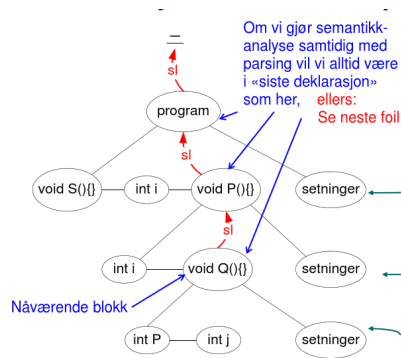 Om vi gjør semantikk-
analyse samtidig med
parsing vil vi alltid være
i «siste deklarasjon»
som her, ellers:
Se neste foil
sl
program
sl
void S(){}
int i
void P(){}
setninger
sl
int i
void Q(){}
setninger
Nåværende blokk
int P
int j
setninger